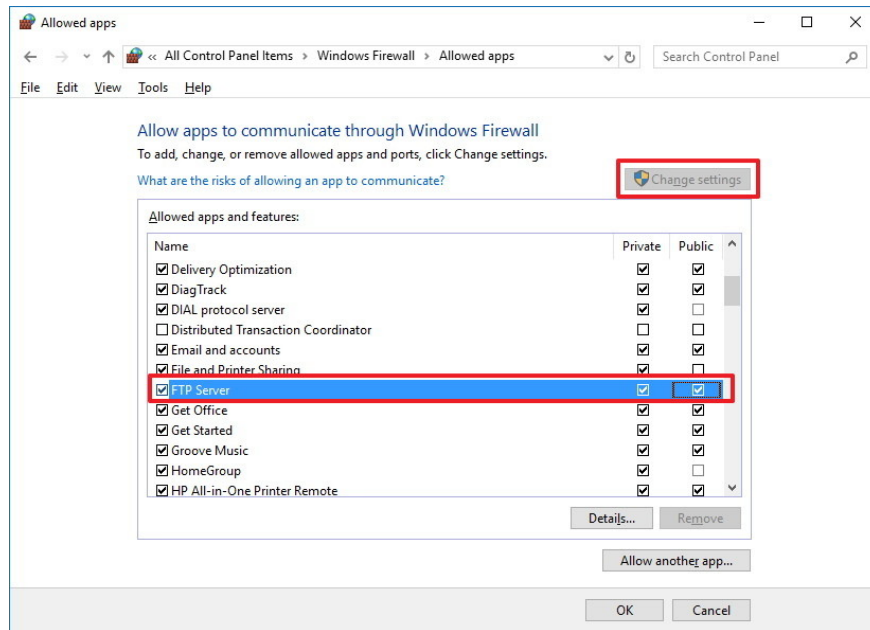 Allowed apps
« All Control Panel Items > Windows Firewall > Allowed apps
Search Control Panel
File Edit View Tools Help
Allow apps to communicate through Windows Firewall
To add, change, or remove allowed apps and ports, click Change settings.
What are the risks of allowing an app to communicate?
Change settings
Allowed apps and features:
Name Private Public
Delivery Optimization
DiagTrack
DIAL protocol server
Distributed Transaction Coordinator
Email and accounts
File and Printer Sharing
FTP Server
Get Office
Get Started
Groove Music
HomeGroup
HP All-in-One Printer Remote
Details... Remove
Allow another app...
OK Cancel